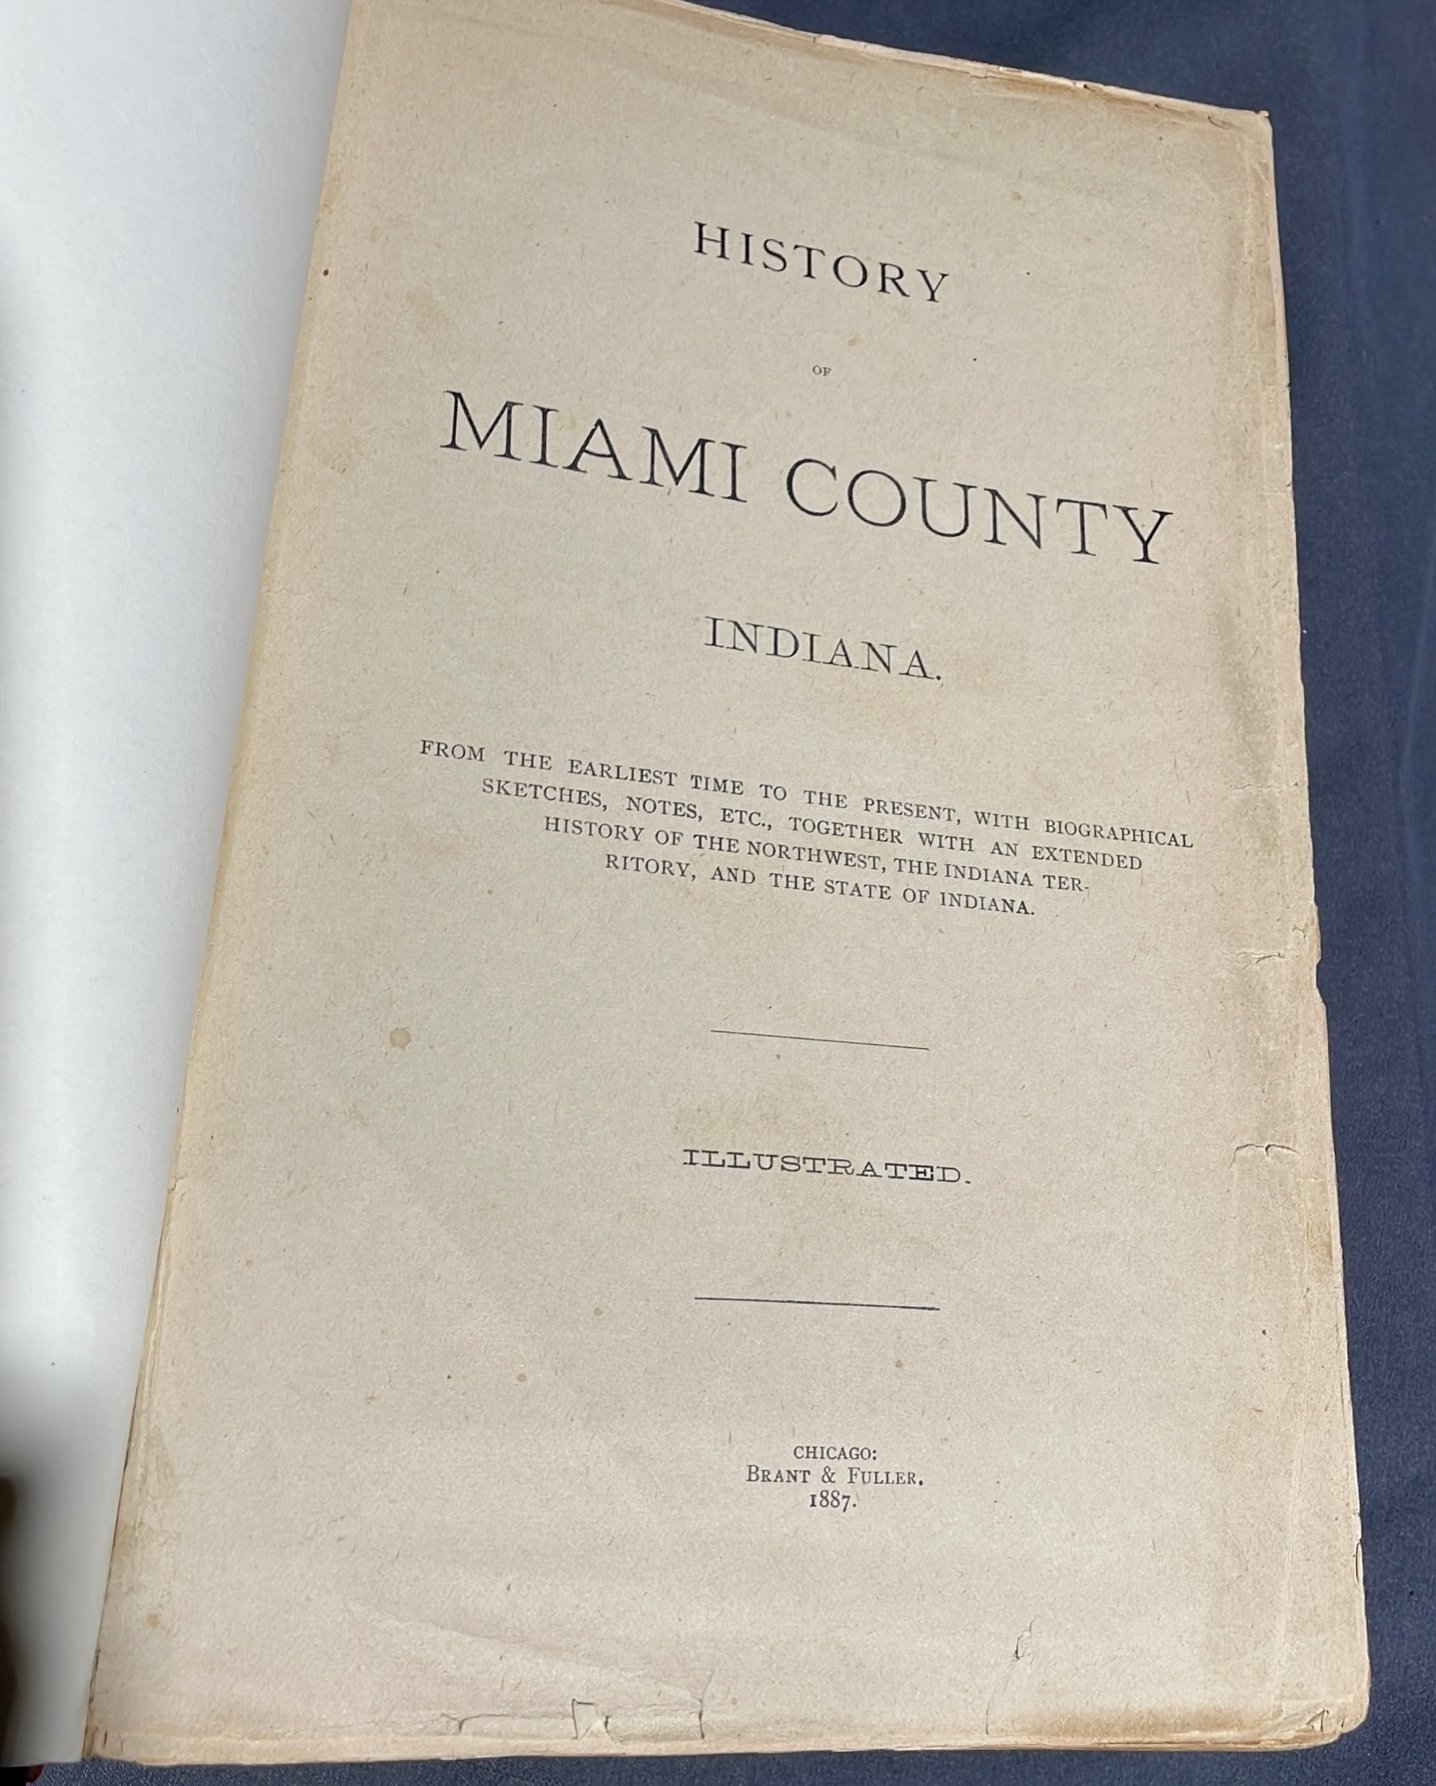 HISTORY
OF
MIAMI COUNTY
INDIANA.
FROM THE EARLIEST TIME TO THE PRESENT, WITH BIOGRAPHICAL
SKETCHES, NOTES, ETC., TOGETHER WITH AN EXTENDED
HISTORY OF THE NORTHWEST, THE INDIANA TER-
RITORY, AND THE STATE OF INDIANA.
ILLUSTRATED.
CHICAGO:
BRANT & FULLER.
1887.